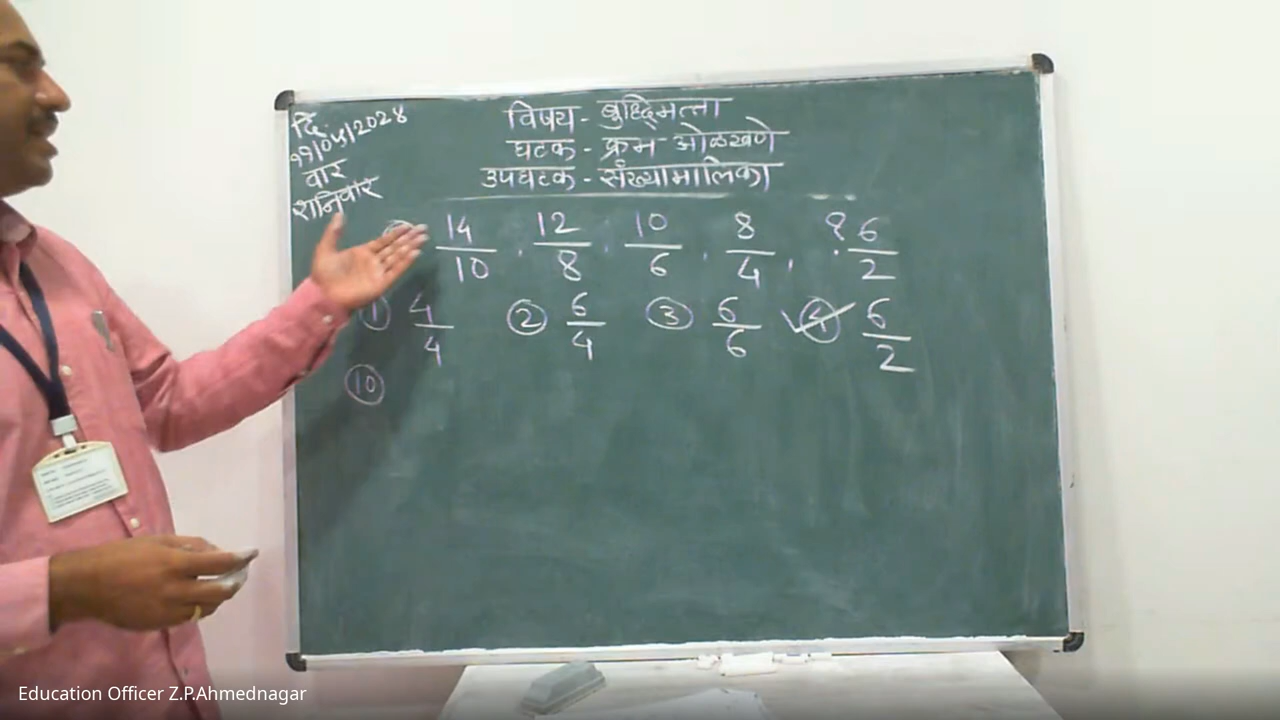 दि
११/०५/२०२४
वार
शनिवार
विषय - बुध्दिमत्ता
घटक - क्रम ओळखणे
उपघटक - संख्यामालिका
14/10 , 12/8 , 10/6 , 8/4 , ? . 6/2
① 4/4 ② 6/4 ③ 6/6 ④ 6/2
⑩
Education Officer Z.P.Ahmednagar